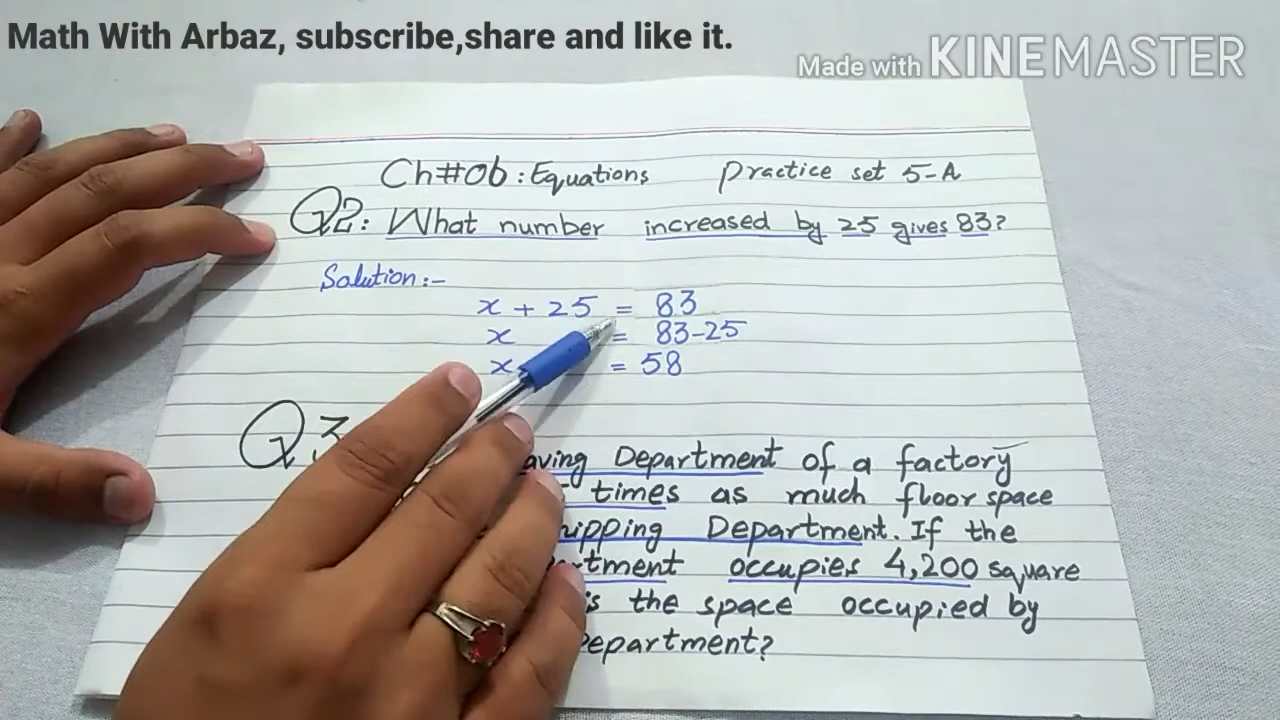 Math With Arbaz, subscribe,share and like it.
Made with KINEMASTER
Ch#06: Equations Practice set 5-A
Q2: What number increased by 25 gives 83?
Solution:-
x + 25 = 83
x = 83-25
x = 58
Q3
Department of a factory
times as much floor space
Department. If the
occupies 4,200 square
the space occupied by